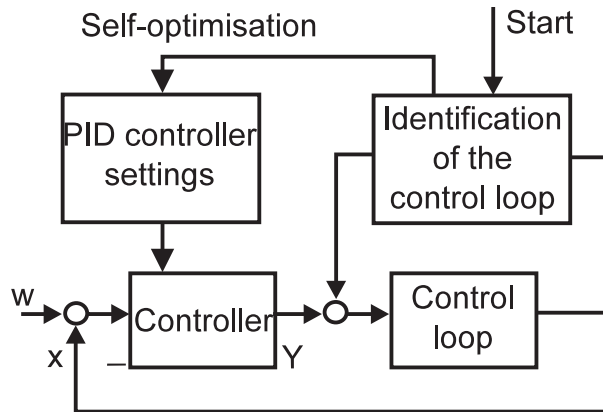 Self-optimisation
Start
PID controller
settings
Identification
of the
control loop
w
x
–
Controller
Y
Control
loop